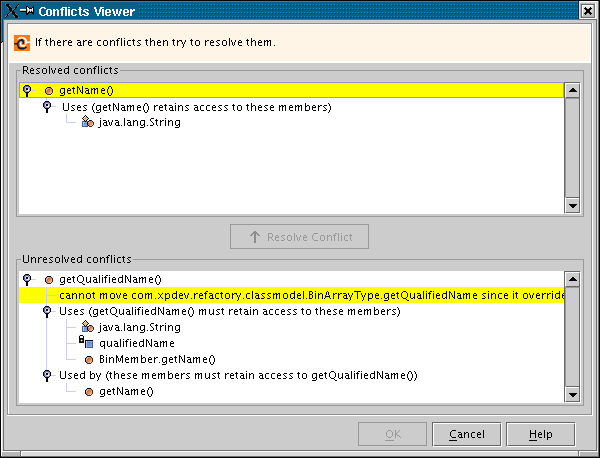 Conflicts Viewer
If there are conflicts then try to resolve them.
Resolved conflicts
getName()
Uses (getName() retains access to these members)
java.lang.String
Resolve Conflict
Unresolved conflicts
getQualifiedName()
cannot move com.xpdev.refactory.classmodel.BinArrayType.getQualifiedName since it override
Uses (getQualifiedName() must retain access to these members)
java.lang.String
qualifiedName
BinMember.getName()
Used by (these members must retain access to getQualifiedName())
getName()
OK Cancel Help